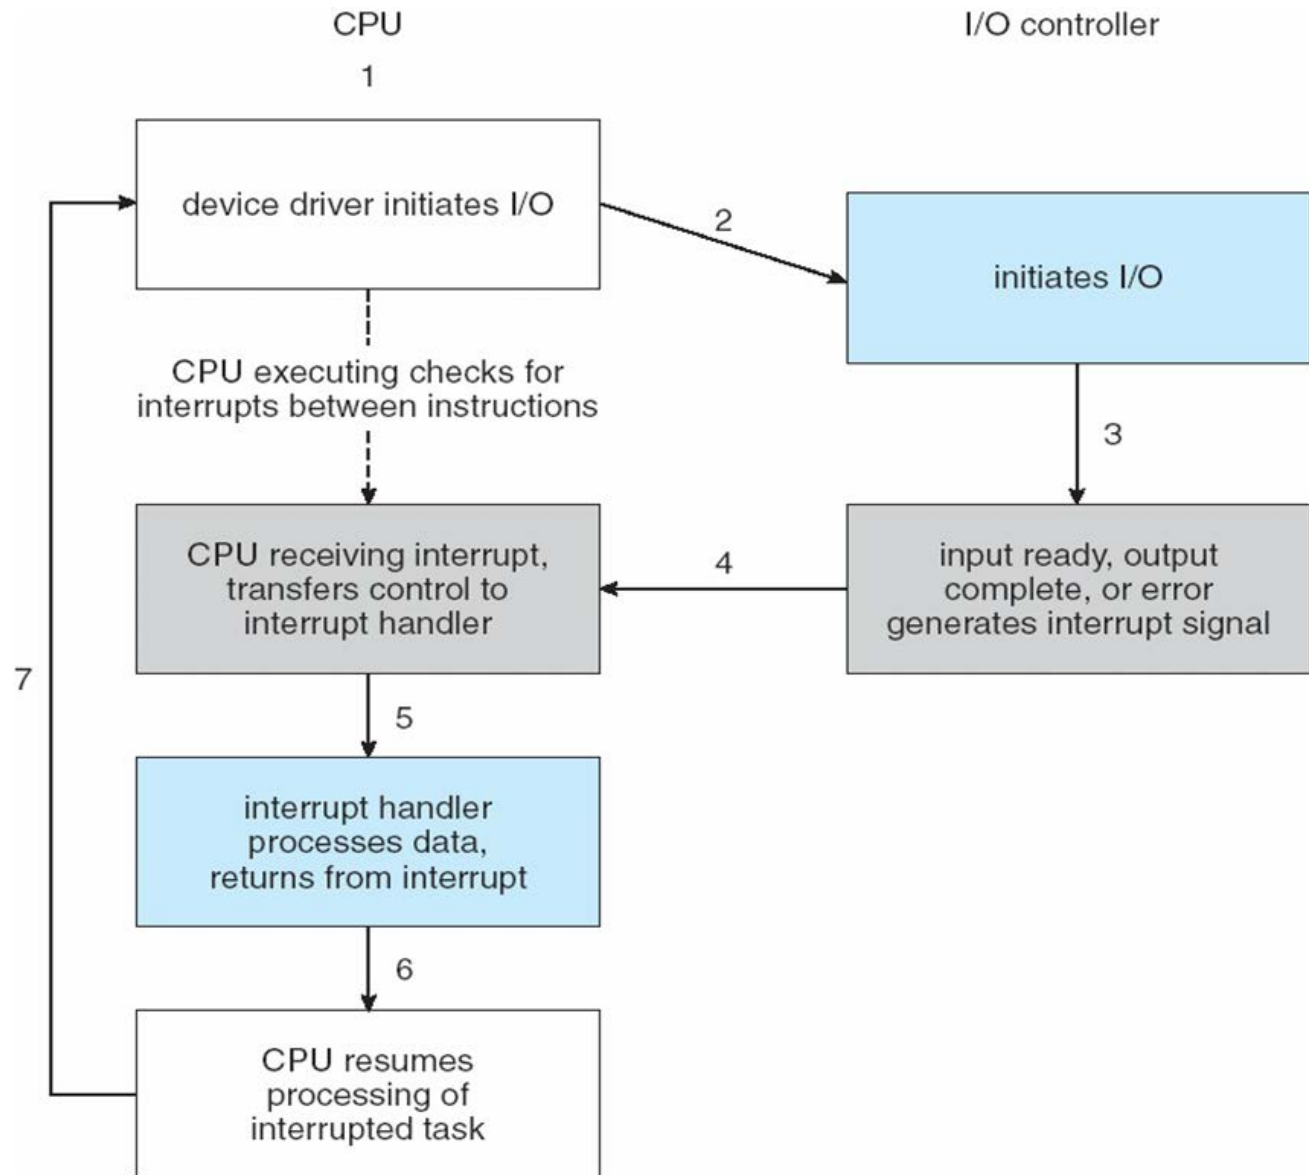 CPU
I/O controller
1
device driver initiates I/O
2
initiates I/O
CPU executing checks for
interrupts between instructions
3
CPU receiving interrupt,
transfers control to
interrupt handler
4
input ready, output
complete, or error
generates interrupt signal
7
5
interrupt handler
processes data,
returns from interrupt
6
CPU resumes
processing of
interrupted task